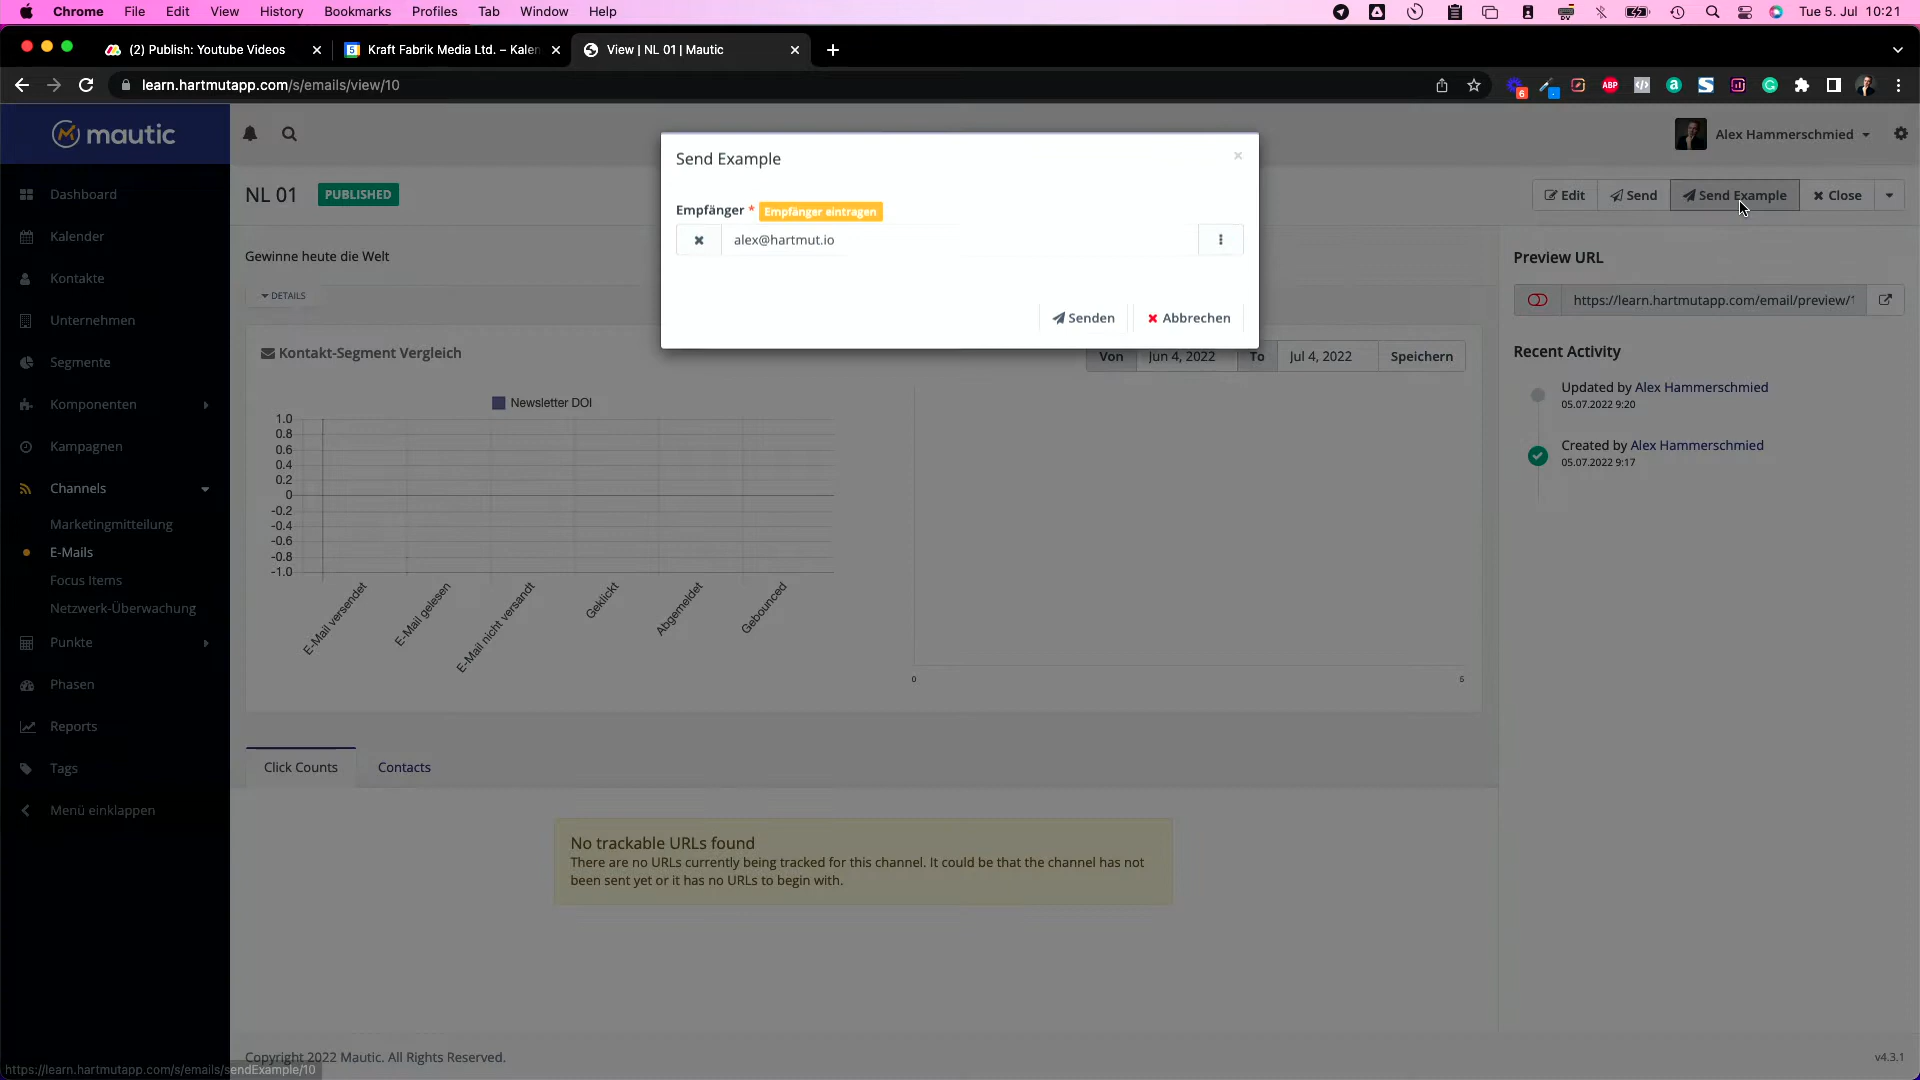 Chrome File Edit View History Bookmarks Profiles Tab Window Help Tue 5. Jul 10:21
(2) Publish: Youtube Videos
Kraft Fabrik Media Ltd. – Kalen
View | NL 01 | Mautic
learn.hartmutapp.com/s/emails/view/10
6
ABP
mautic
Alex Hammerschmied
Dashboard
Kalender
Kontakte
Unternehmen
Segmente
Komponenten
Kampagnen
Channels
Marketingmitteilung
E-Mails
Focus Items
Netzwerk-Überwachung
Punkte
Phasen
Reports
Tags
Menü einklappen
NL 01 PUBLISHED
Edit Send Send Example Close
Gewinne heute die Welt
DETAILS
Send Example
×
Empfänger * Empfänger eintragen
alex@hartmut.io
Senden
Abbrechen
Kontakt-Segment Vergleich
Von Jun 4, 2022 To Jul 4, 2022 Speichern
Newsletter DOI
1.0
0.8
0.6
0.4
0.2
0
-0.2
-0.4
-0.6
-0.8
-1.0
E-Mail versendet
E-Mail gelesen
E-Mail nicht versandt
Geklickt
Abgemeldet
Gebounced
0
6
Click Counts
Contacts
No trackable URLs found
There are no URLs currently being tracked for this channel. It could be that the channel has not
been sent yet or it has no URLs to begin with.
Preview URL
https://learn.hartmutapp.com/email/preview/1
Recent Activity
Updated by Alex Hammerschmied
05.07.2022 9:20
Created by Alex Hammerschmied
05.07.2022 9:17
Copyright 2022 Mautic. All Rights Reserved.
v4.3.1
https://learn.hartmutapp.com/s/emails/sendExample/10